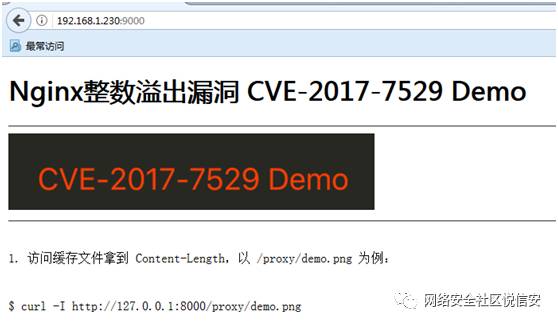 192.168.1.230:9000
最常访问
Nginx整数溢出漏洞 CVE-2017-7529 Demo
CVE-2017-7529 Demo
1. 访问缓存文件拿到 Content-Length，以 /proxy/demo.png 为例：
$ curl -I http://127.0.0.1:8000/proxy/demo.png
网络安全社区悦信安